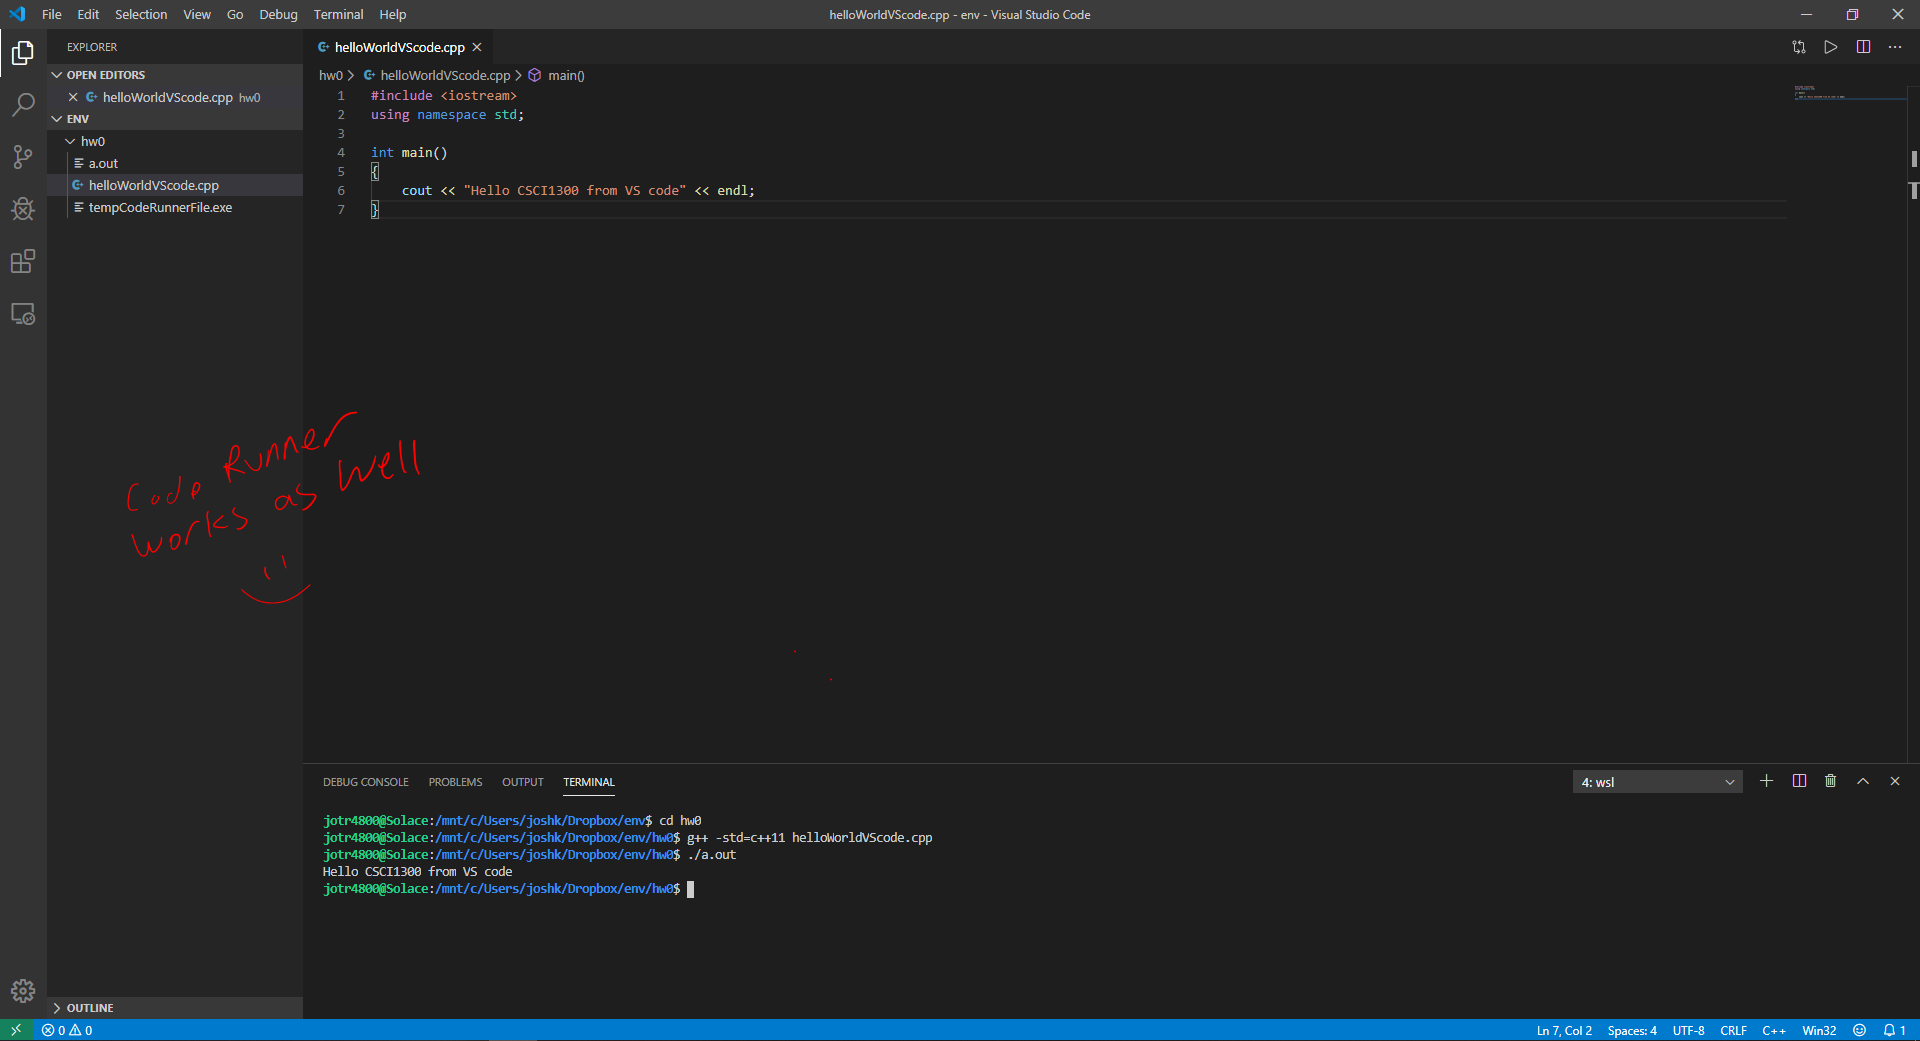 File Edit Selection View Go Debug Terminal Help
helloWorldVScode.cpp - env - Visual Studio Code
EXPLORER
OPEN EDITORS
helloWorldVScode.cpp hw0
ENV
hw0
a.out
helloWorldVScode.cpp
tempCodeRunnerFile.exe
helloWorldVScode.cpp
hw0 > helloWorldVScode.cpp > main()
1 #include <iostream>
2 using namespace std;
3
4 int main()
5 {
6     cout << "Hello CSCI1300 from VS code" << endl;
7 }
Code Runner
works as well
DEBUG CONSOLE PROBLEMS OUTPUT TERMINAL
4: wsl
jotr4800@Solace:/mnt/c/Users/joshk/Dropbox/env$ cd hw0
jotr4800@Solace:/mnt/c/Users/joshk/Dropbox/env/hw0$ g++ -std=c++11 helloWorldVScode.cpp
jotr4800@Solace:/mnt/c/Users/joshk/Dropbox/env/hw0$ ./a.out
Hello CSCI1300 from VS code
jotr4800@Solace:/mnt/c/Users/joshk/Dropbox/env/hw0$
OUTLINE
0 0
Ln 7, Col 2 Spaces: 4 UTF-8 CRLF C++ Win32 1